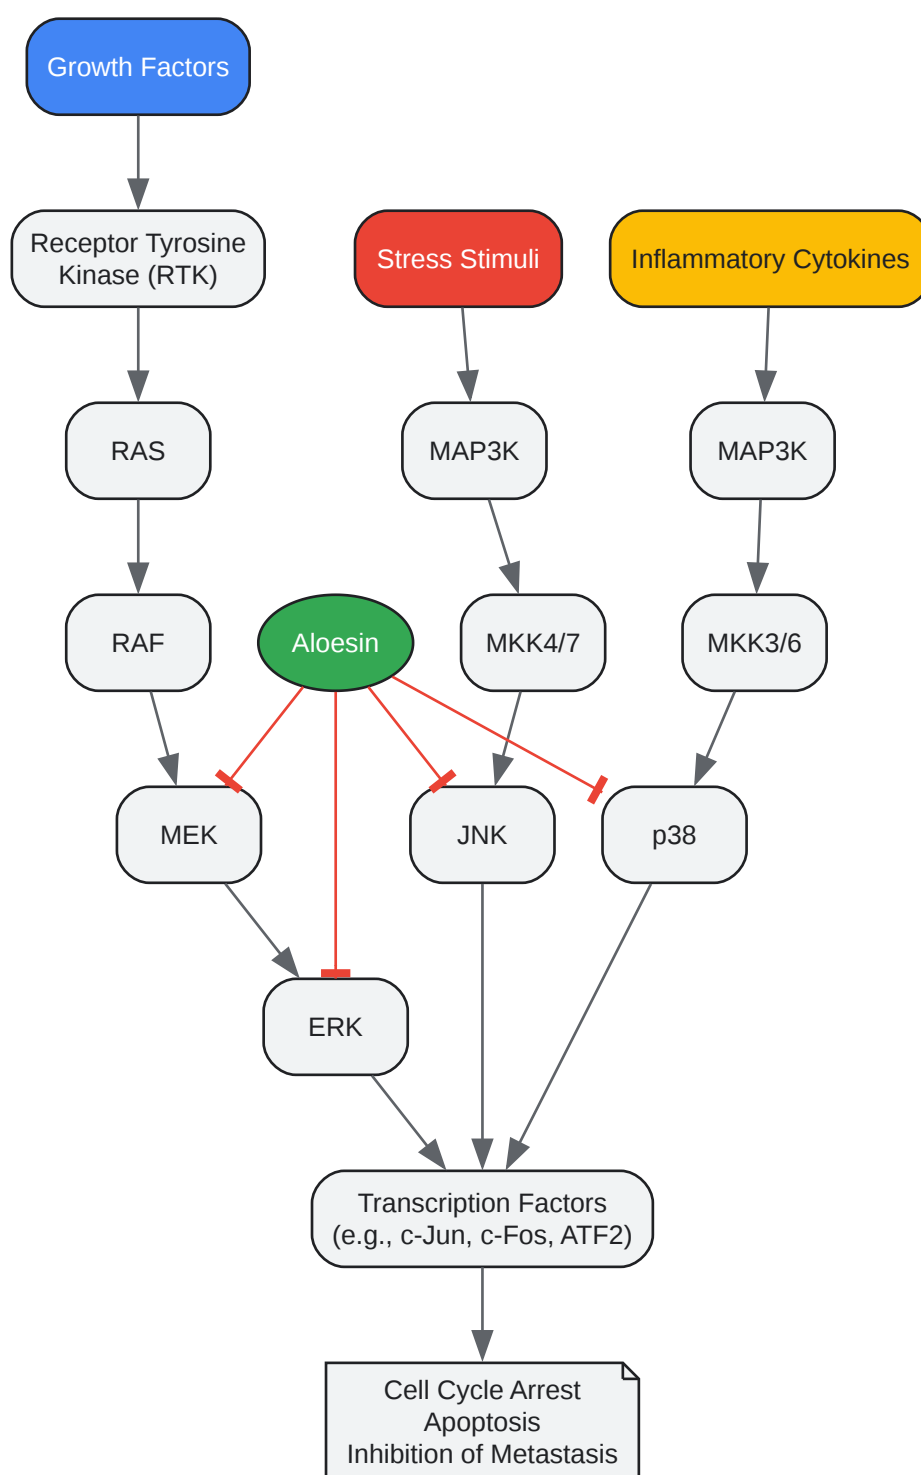 Growth Factors
Receptor Tyrosine
Kinase (RTK)
Stress Stimuli
Inflammatory Cytokines
RAS
MAP3K
MAP3K
RAF
Aloesin
MKK4/7
MKK3/6
MEK
JNK
p38
ERK
Transcription Factors
(e.g., c-Jun, c-Fos, ATF2)
Cell Cycle Arrest
Apoptosis
Inhibition of Metastasis